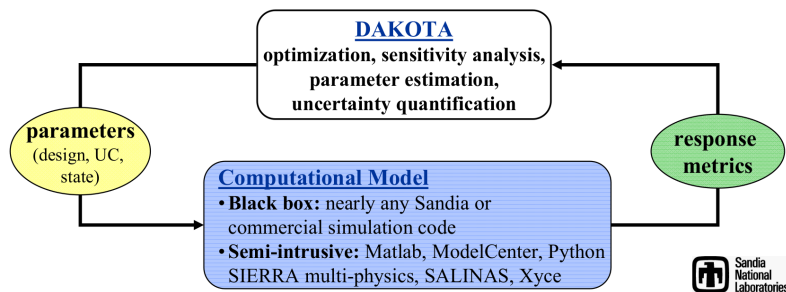 DAKOTA
optimization, sensitivity analysis,
parameter estimation,
uncertainty quantification
parameters
(design, UC,
state)
response
metrics
Computational Model
• Black box: nearly any Sandia or
commercial simulation code
• Semi-intrusive: Matlab, ModelCenter, Python
SIERRA multi-physics, SALINAS, Xyce
Sandia
National
Laboratories